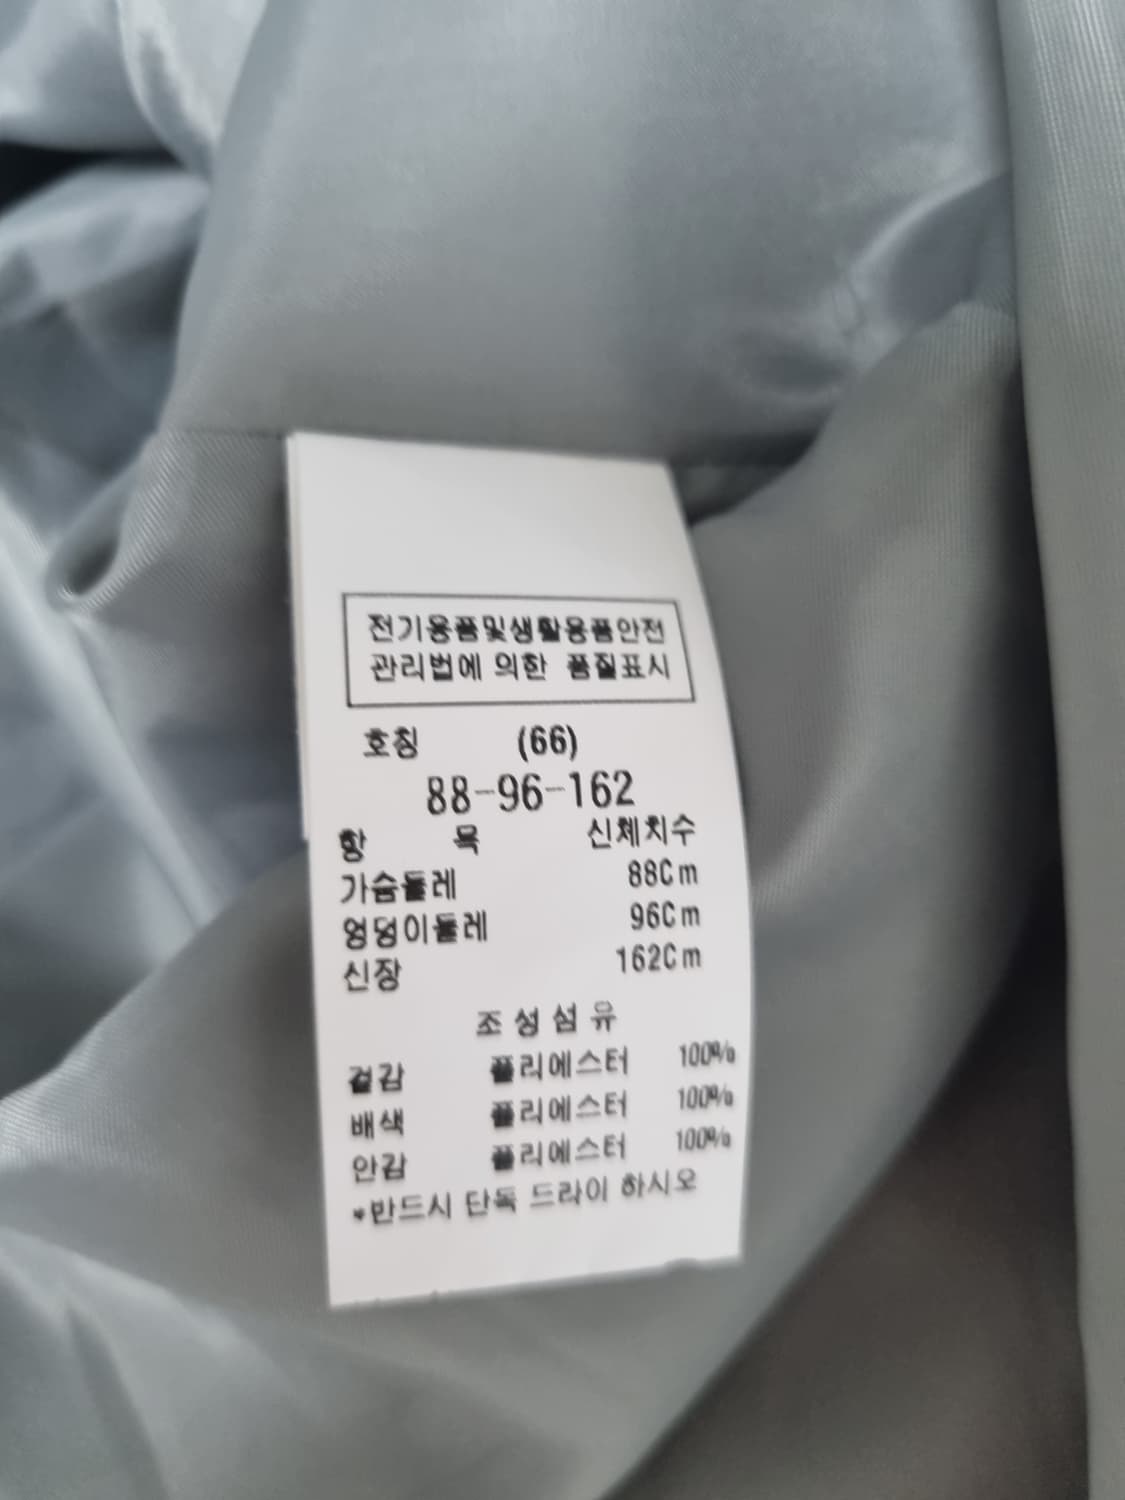 전기용품및생활용품안전
관리법에 의한 품질표시
호칭 (66)
88-96-162
항 목 신체치수
가슴둘레 88Cm
엉덩이둘레 96Cm
신장 162Cm
조성섬유
겉감 폴리에스터 100%
배색 폴리에스터 100%
안감 폴리에스터 100%
*반드시 단독 드라이 하시오